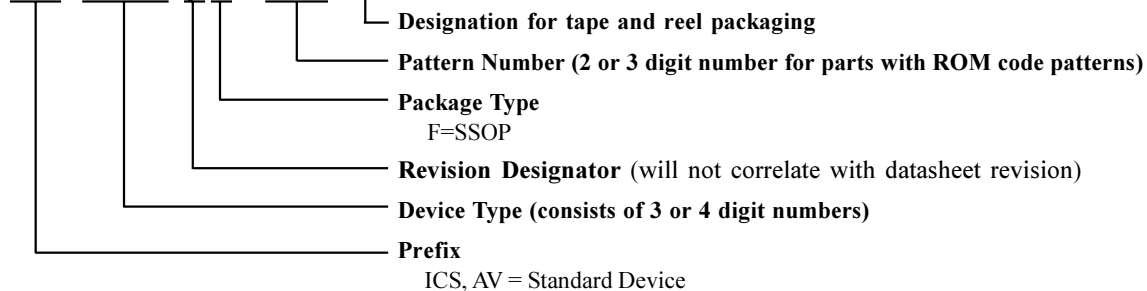 Designation for tape and reel packaging
Pattern Number (2 or 3 digit number for parts with ROM code patterns)
Package Type
F=SSOP
Revision Designator (will not correlate with datasheet revision)
Device Type (consists of 3 or 4 digit numbers)
Prefix
ICS, AV = Standard Device